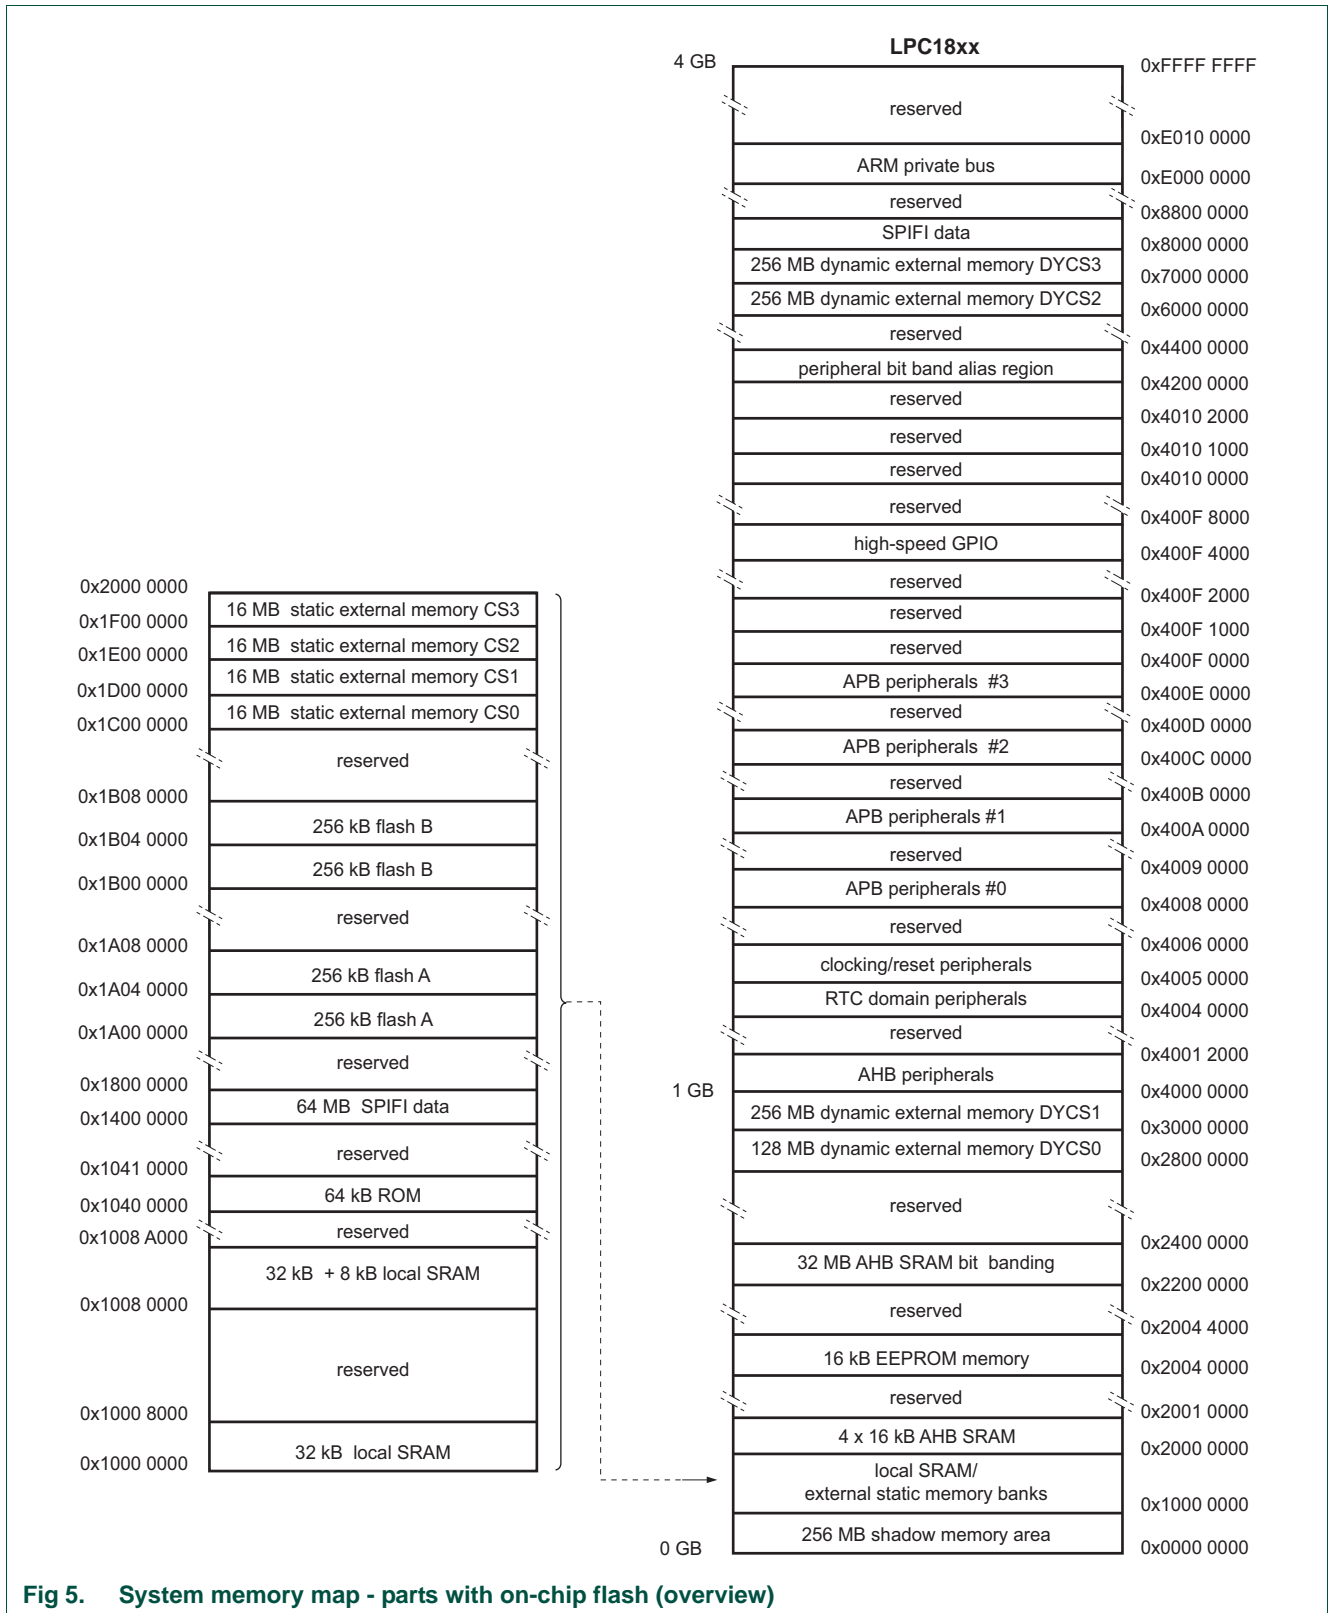 LPC18xx
4 GB
0xFFFF FFFF
reserved
0xE010 0000
ARM private bus
0xE000 0000
reserved
0x8800 0000
SPIFI data
0x8000 0000
256 MB dynamic external memory DYCS3
0x7000 0000
256 MB dynamic external memory DYCS2
0x6000 0000
reserved
0x4400 0000
peripheral bit band alias region
0x4200 0000
reserved
0x4010 2000
reserved
0x4010 1000
reserved
0x4010 0000
reserved
0x400F 8000
high-speed GPIO
0x400F 4000
reserved
0x400F 2000
reserved
0x400F 1000
reserved
0x400F 0000
APB peripherals #3
0x400E 0000
reserved
0x400D 0000
APB peripherals #2
0x400C 0000
reserved
0x400B 0000
APB peripherals #1
0x400A 0000
reserved
0x4009 0000
APB peripherals #0
0x4008 0000
reserved
0x4006 0000
clocking/reset peripherals
0x4005 0000
RTC domain peripherals
0x4004 0000
reserved
0x4001 2000
AHB peripherals
1 GB
0x4000 0000
256 MB dynamic external memory DYCS1
0x3000 0000
128 MB dynamic external memory DYCS0
0x2800 0000
reserved
0x2400 0000
32 MB AHB SRAM bit banding
0x2200 0000
reserved
0x2004 4000
16 kB EEPROM memory
0x2004 0000
reserved
0x2001 0000
4 x 16 kB AHB SRAM
0x2000 0000
local SRAM/
external static memory banks
0x1000 0000
256 MB shadow memory area
0 GB
0x0000 0000
0x2000 0000
16 MB static external memory CS3
0x1F00 0000
16 MB static external memory CS2
0x1E00 0000
16 MB static external memory CS1
0x1D00 0000
16 MB static external memory CS0
0x1C00 0000
reserved
0x1B08 0000
256 kB flash B
0x1B04 0000
256 kB flash B
0x1B00 0000
reserved
0x1A08 0000
256 kB flash A
0x1A04 0000
256 kB flash A
0x1A00 0000
reserved
0x1800 0000
64 MB SPIFI data
0x1400 0000
reserved
0x1041 0000
64 kB ROM
0x1040 0000
reserved
0x1008 A000
32 kB + 8 kB local SRAM
0x1008 0000
reserved
0x1000 8000
32 kB local SRAM
0x1000 0000
Fig 5. System memory map - parts with on-chip flash (overview)